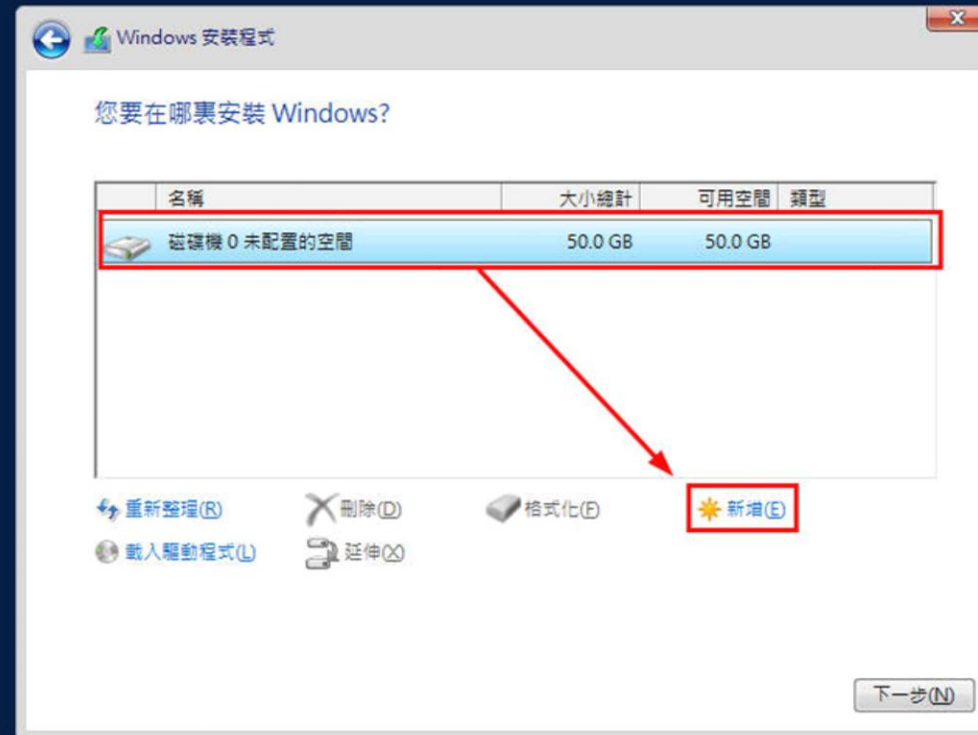 Windows 安裝程式
您要在哪裏安裝 Windows?
名稱 大小總計 可用空間 類型
磁碟機 0 未配置的空間 50.0 GB 50.0 GB
重新整理(R) 刪除(D) 格式化(F) 新增(E)
載入驅動程式(L) 延伸(X)
下一步(N)